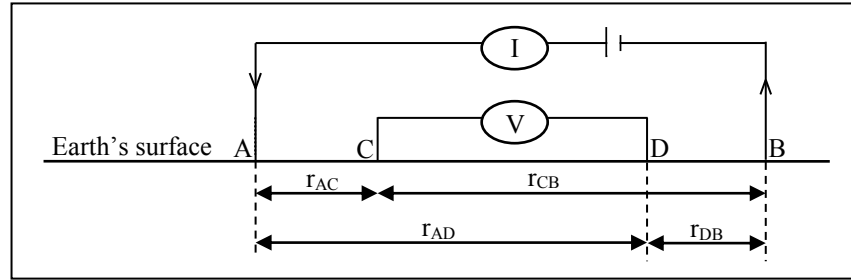 I
V
Earth's surface A C D B
rAC rCB
rAD rDB